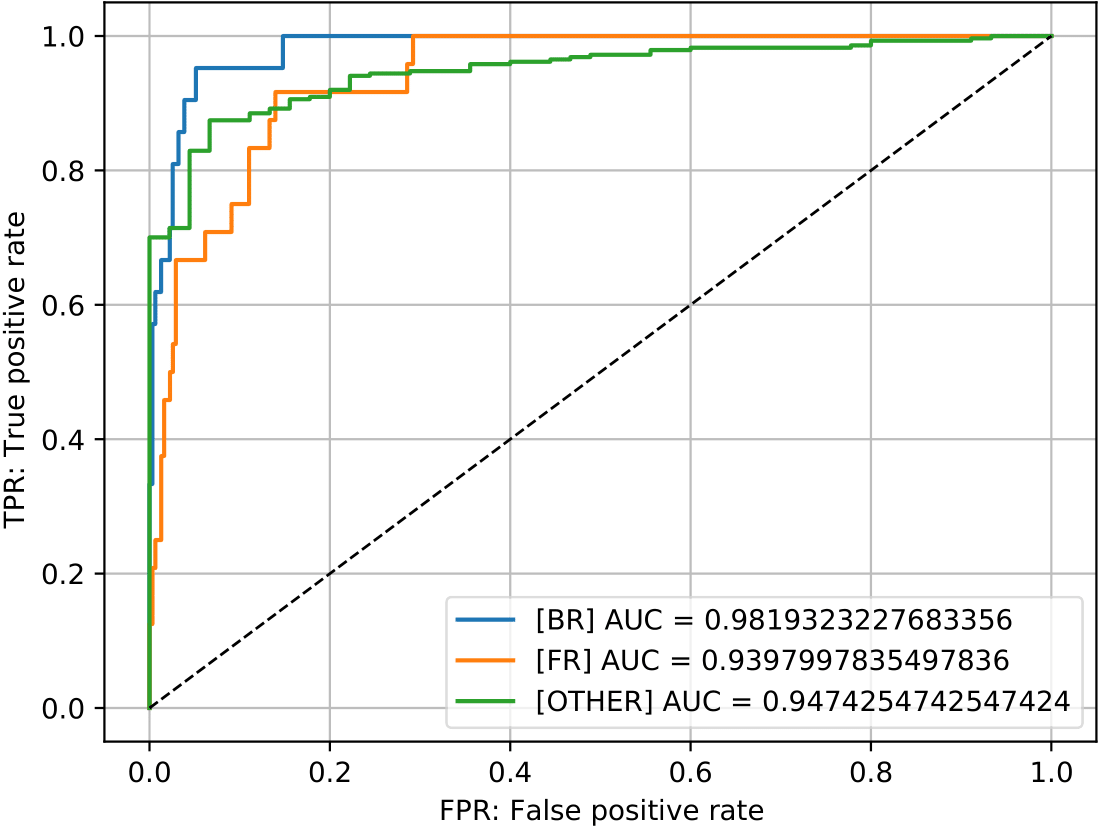 1.0
0.8
0.6
0.4
0.2
0.0
TPR: True positive rate
[BR] AUC = 0.9819323227683356
[FR] AUC = 0.9397997835497836
[OTHER] AUC = 0.9474254742547424
0.0 0.2 0.4 0.6 0.8 1.0
FPR: False positive rate